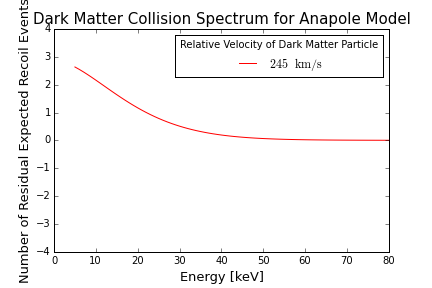 Dark Matter Collision Spectrum for Anapole Model
Relative Velocity of Dark Matter Particle
245 km/s
Number of Residual Expected Recoil Events
4
3
2
1
0
−1
−2
−3
−4
0 10 20 30 40 50 60 70 80
Energy [keV]